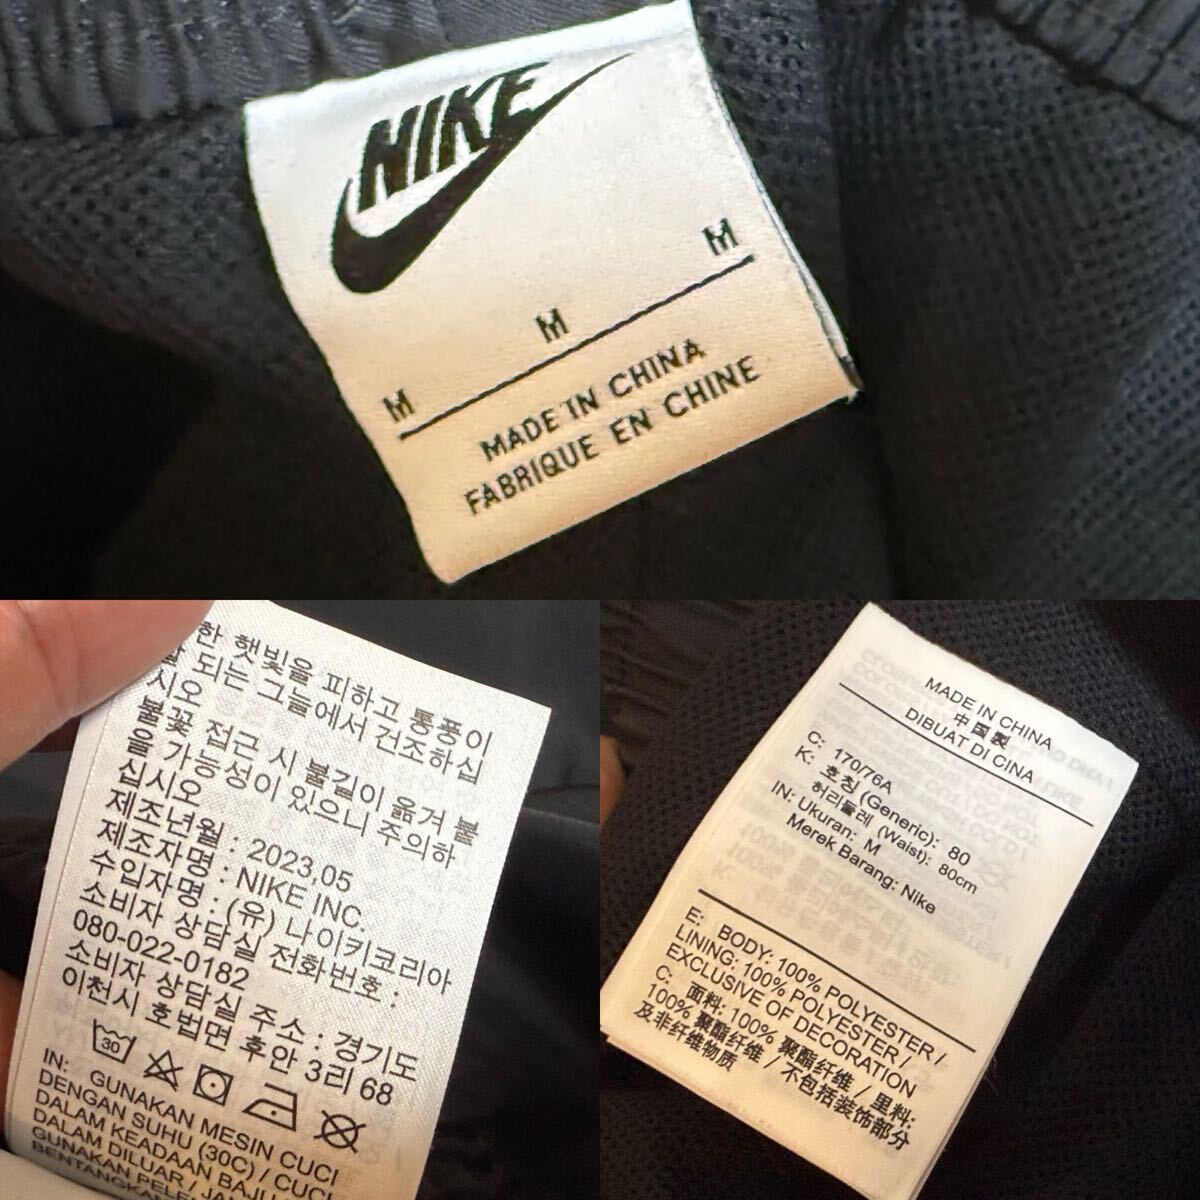 NIKE
M M M
MADE IN CHINA
FABRIQUE EN CHINE
한 햇빛을 피하고 통풍이
잘 되는 그늘에서 건조하십
시오
불꽃 접근 시 불길이 옮겨 붙
을 가능성이 있으니 주의하
십시오
제조년월 : 2023,05
제조자명 : NIKE INC.
수입자명 : (유) 나이키코리아
소비자 상담실 전화번호 :
080-022-0182
소비자 상담실 주소 : 경기도
이천시 호법면 후안 3리 68
30
IN: GUNAKAN MESIN CUCI
DENGAN SUHU (30C) / CUCI
DALAM KEADAAN BAJU
DALAM DILUAR / JAN
GUNAKAN PELE
MADE IN CHINA
中国製
DIBUAT DI CINA
C: 170/76A
K: 호칭 (Generic): 80
허리둘레 (Waist): 80cm
IN: Ukuran: M
Merek Barang: Nike
E: BODY: 100% POLYESTER /
LINING: 100% POLYESTER /
EXCLUSIVE OF DECORATION
C: 面料: 100% 聚酯纤维 / 里料:
100% 聚酯纤维 / 不包括装饰部分
及非纤维物质